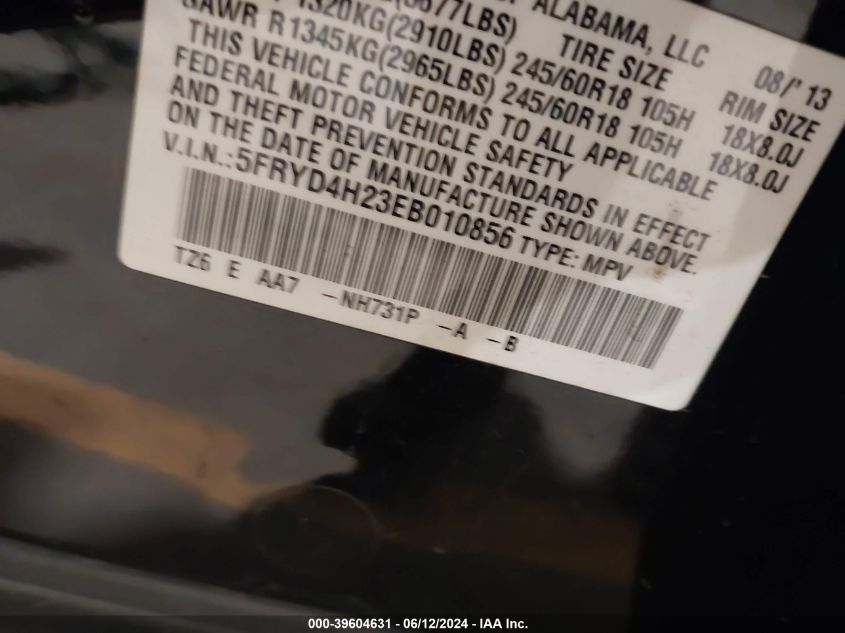 ALABAMA, LLC 08/ 13
1320KG(2910LBS) TIRE SIZE RIM SIZE
GAWR R1345KG(2965LBS) 245/60R18 105H 18X8.0J
245/60R18 105H 18X8.0J
THIS VEHICLE CONFORMS TO ALL APPLICABLE
FEDERAL MOTOR VEHICLE SAFETY
AND THEFT PREVENTION STANDARDS IN EFFECT
ON THE DATE OF MANUFACTURE SHOWN ABOVE.
V.I.N.:5FRYD4H23EB010856 TYPE: MPV
TZ6 E AA7 -NH731P -A -B
000-39604631 - 06/12/2024 - IAA Inc.